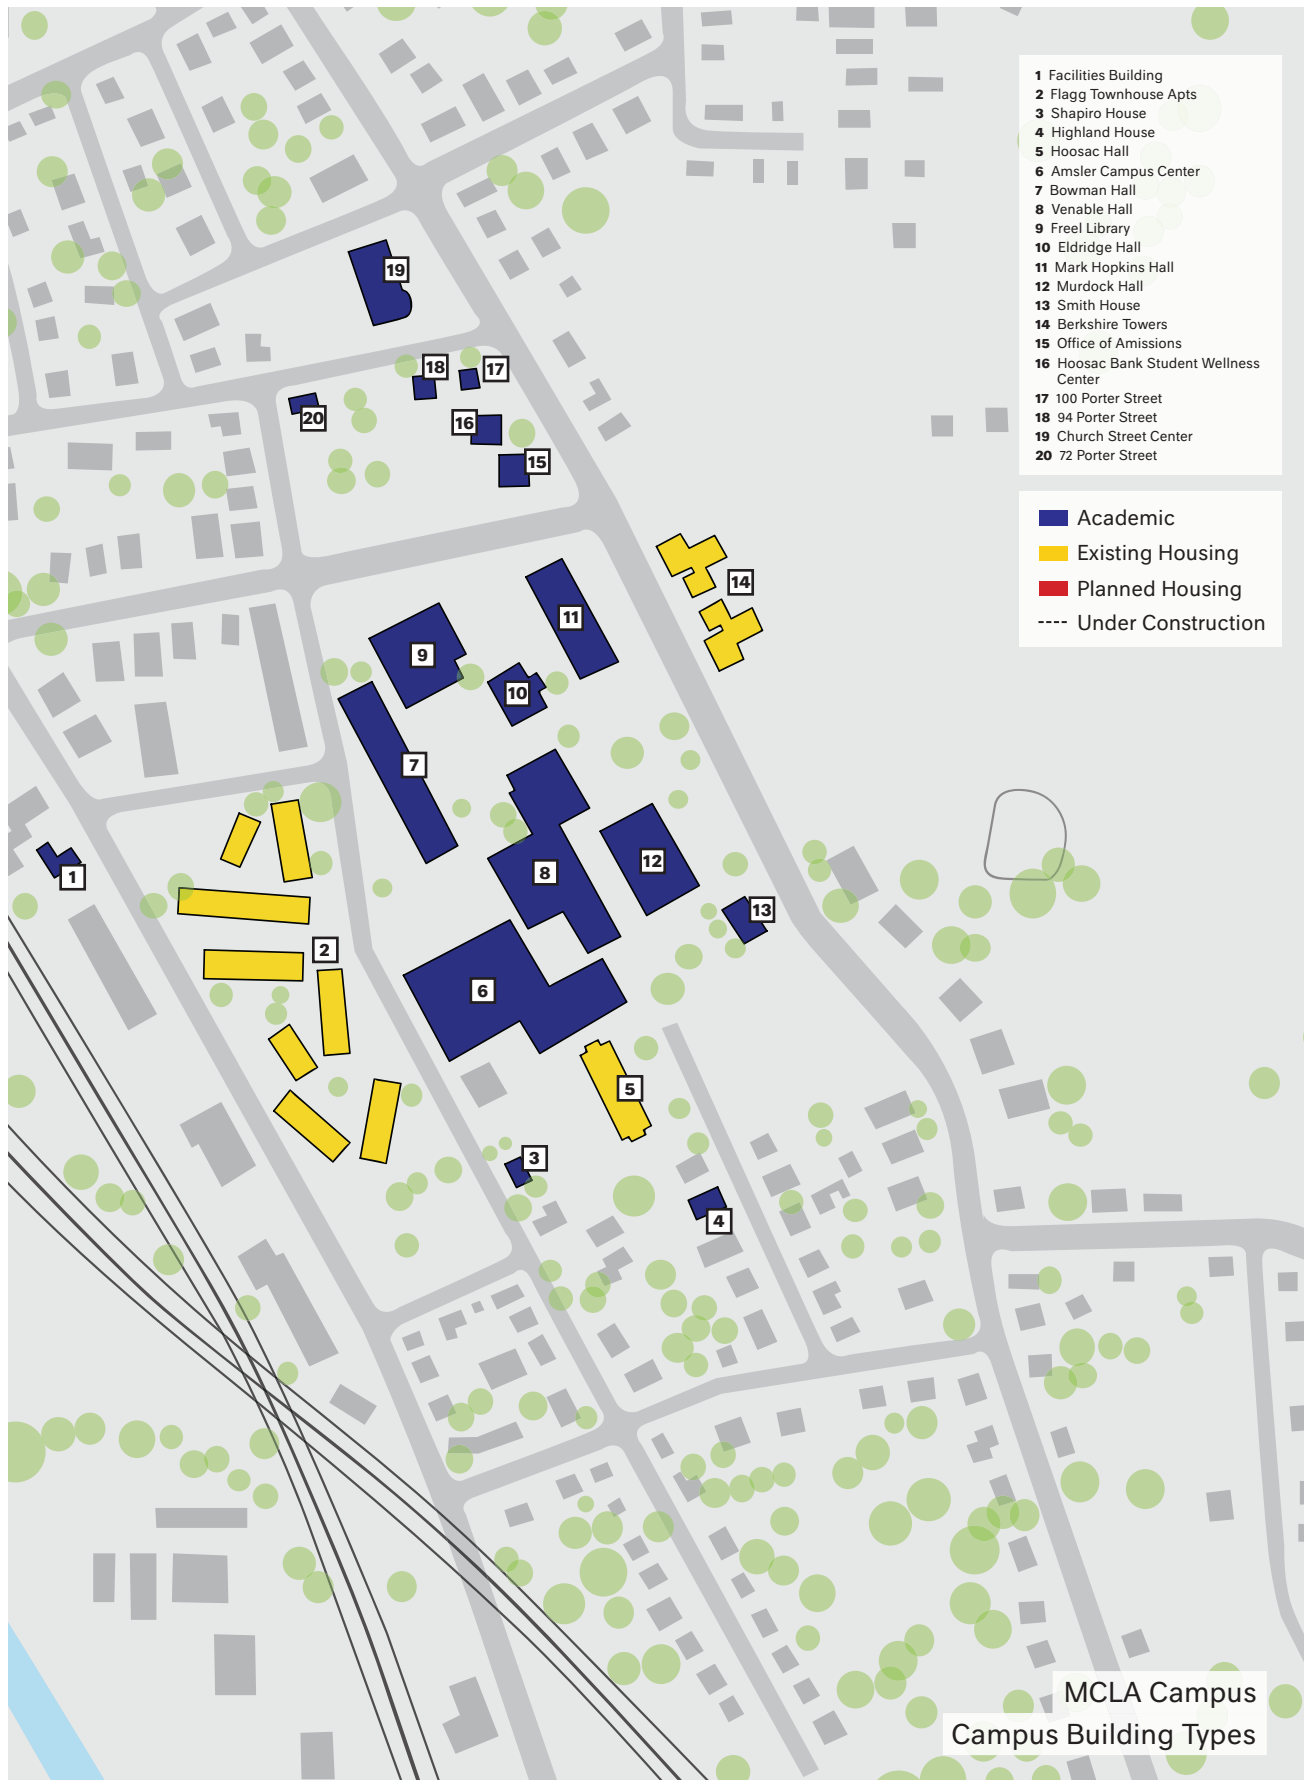 1 Facilities Building
2 Flagg Townhouse Apts
3 Shapiro House
4 Highland House
5 Hoosac Hall
6 Amsler Campus Center
7 Bowman Hall
8 Venable Hall
9 Freel Library
10 Eldridge Hall
11 Mark Hopkins Hall
12 Murdock Hall
13 Smith House
14 Berkshire Towers
15 Office of Amissions
16 Hoosac Bank Student Wellness
Center
17 100 Porter Street
18 94 Porter Street
19 Church Street Center
20 72 Porter Street
Academic
Existing Housing
Planned Housing
Under Construction
19
18
17
20
16
15
14
11
9
10
7
12
8
1
13
2
6
5
3
4
MCLA Campus
Campus Building Types